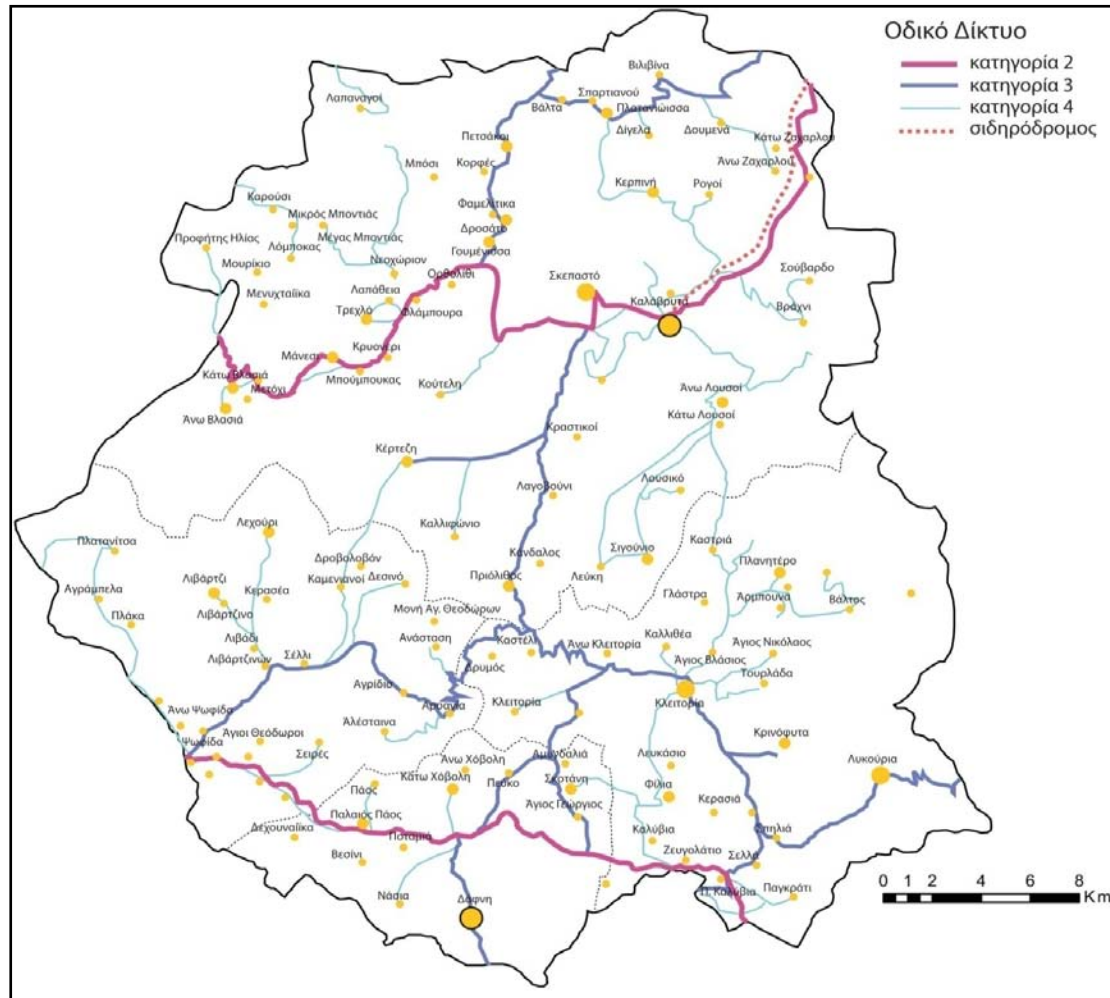 Οδικό Δίκτυο
κατηγορία 2
κατηγορία 3
κατηγορία 4
σιδηρόδρομος
Βιλιβίνα
Λαπαναγοί
Βάλτα
Σπαρτιανού
Πλατανιώισσα
Δίγελα
Δουμενά
Κάτω Ζαχαρλού
Πετσάκοι
Κορφές
Μπόσι
Άνω Ζαχαρλού
Κερπινή
Ρογοί
Καρούσι
Μικρός Μποντιάς
Μέγας Μποντιάς
Φαμελίτικα
Δροσάτο
Γουμένισσα
Προφήτης Ηλίας
Λόμποκας
Μουρίκιο
Νεοχώριον
Ορθολίθι
Σκεπαστό
Σούβαρδο
Μενυχταίικα
Λαπάθεια
Τρεχλό
Φλάμπουρα
Καλάβρυτα
Βράχνι
Κρυονέρι
Μάνεσι
Μπούμπουκας
Κάτω Βλασιά
Μετόχι
Άνω Βλασιά
Κούτελη
Άνω Λουσοί
Κάτω Λουσοί
Κραστικοί
Κέρτεζη
Λαγοβούνι
Λουσικό
Λεχούρι
Καλλιφώνιο
Πλατανίτσα
Δροβολοβόν
Κάνδαλος
Σιγούνιο
Καστριά
Πλανητέρο
Αγράμπελα
Λιβάρτζι
Κερασέα
Καμενιανοί
Δεσινό
Πριόλιθος
Λεύκη
Πλάκα
Λιβάρτζινο
Μονή Αγ. Θεοδώρων
Γλάστρα
Άρμπουνα
Βάλτος
Λιβάδι
Λιβάρτζινών
Σέλλι
Ανάσταση
Καστέλι
Δρυμός
Άνω Κλειτορία
Καλλιθέα
Άγιος Βλάσιος
Άγιος Νικόλαος
Τουρλάδα
Αγρίδιο
Αροανία
Κλειτορία
Κλειτορία
Άνω Ψωφίδα
Ψωφίδα
Άγιοι Θεόδωροι
Άλέσταινα
Σειρές
Κρινόφυτα
Άνω Χόβολη
Κάτω Χόβολη
Πεύκο
Αμυγδαλιά
Σκοτάνη
Λευκάσιο
Λυκούρια
Πάος
Φίλια
Παλαιός Πάος
Άγιος Γεώργιος
Κερασιά
Δεχουναίικα
Ποταμιά
Καλύβια
Σπηλιά
Βεσίνι
Ζευγολάτιο
Σελλά
Νάσια
Δάφνη
Π. Καλύβια
Παγκράτι
0 1 2 4 6 8
Km